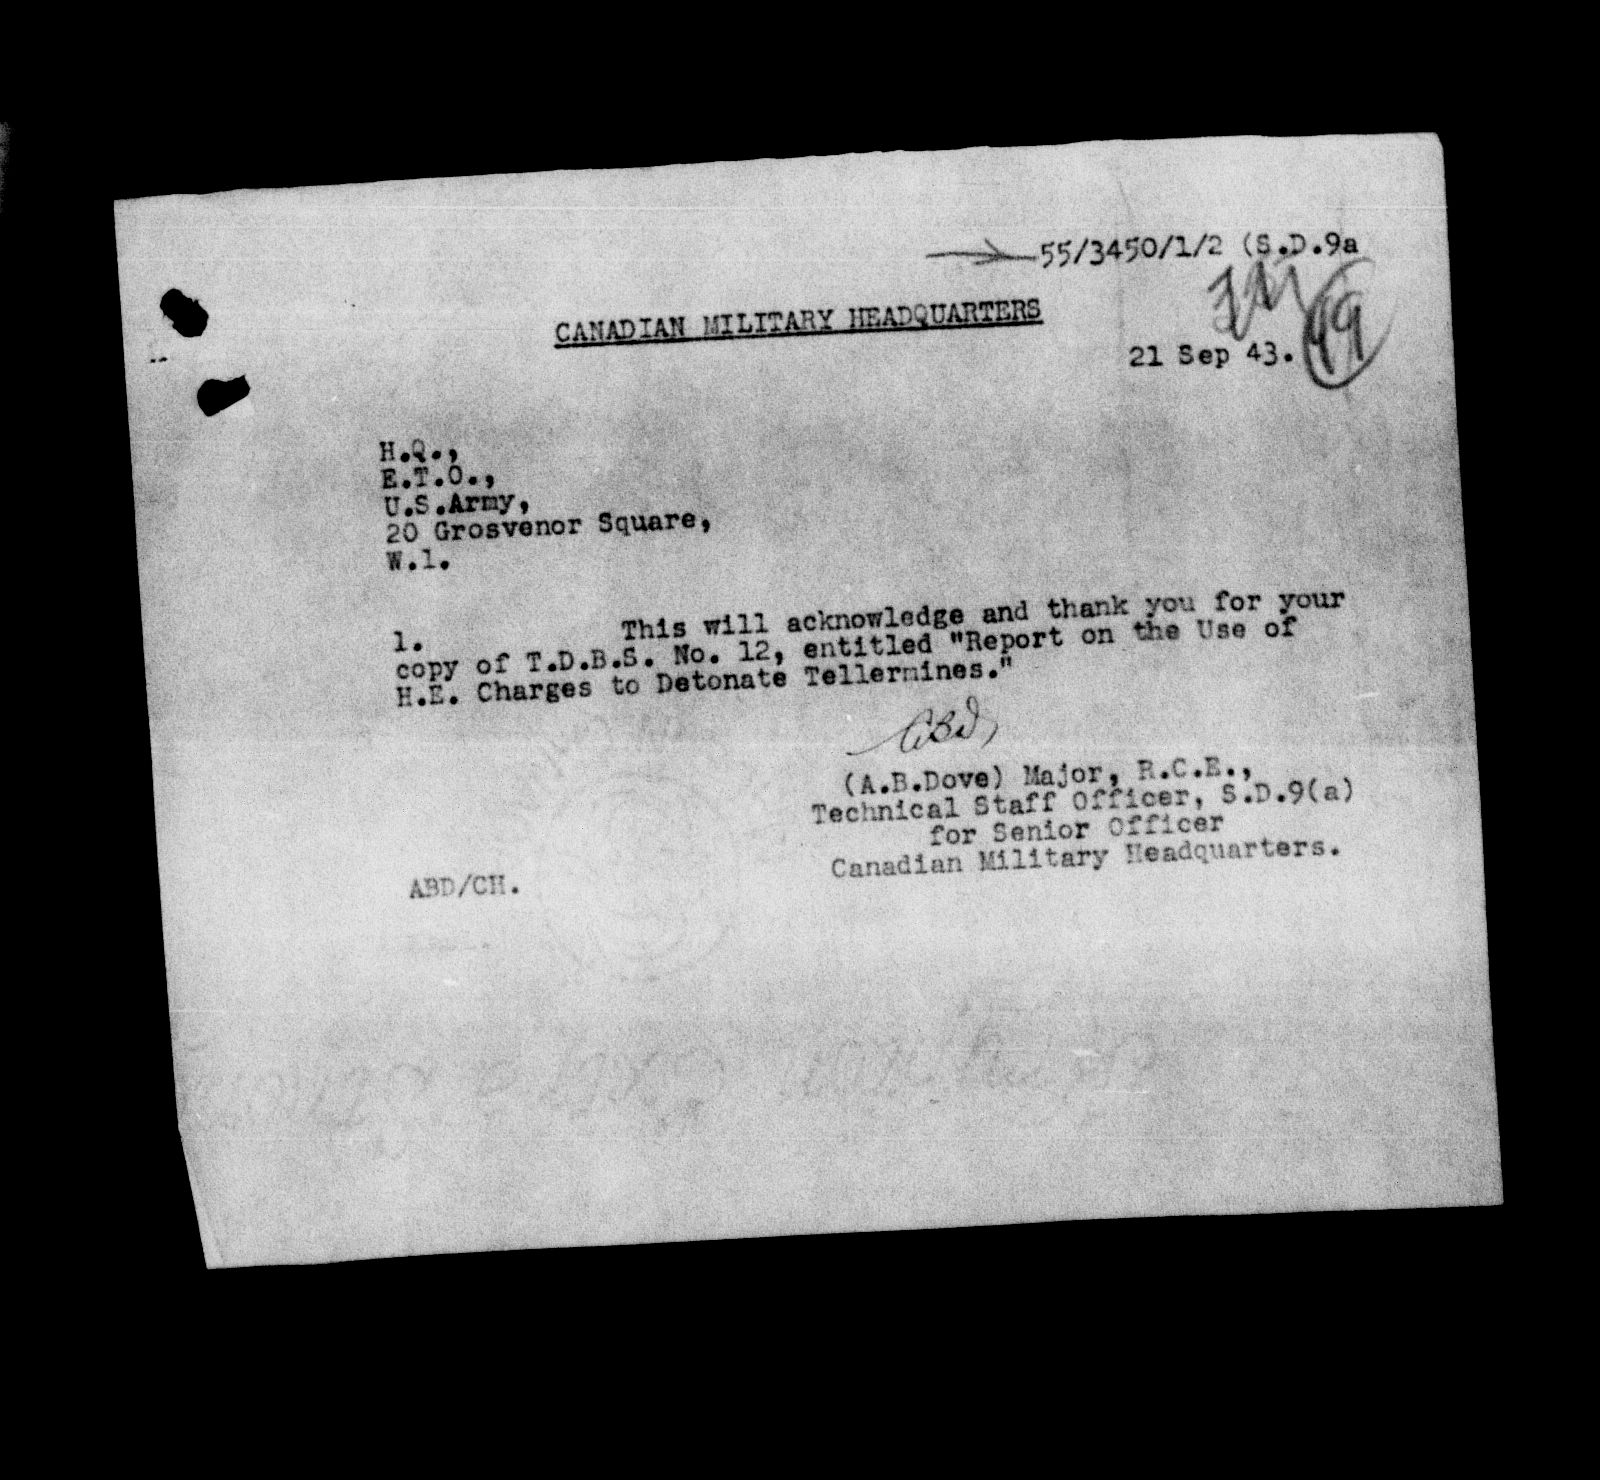 55/3450/1/2 (S.D.9a
CANADIAN MILITARY HEADQUARTERS
21 Sep 43.
49
H.Q.,
E.T.O.,
U.S.Army,
20 Grosvenor Square,
W.1.
1. This will acknowledge and thank you for your
copy of T.D.B.S. No. 12, entitled "Report on the Use of
H.E. Charges to Detonate Tellermines."
ABD
(A.B.Dove) Major, R.C.E.,
Technical Staff Officer, S.D.9(a)
for Senior Officer
Canadian Military Headquarters.
ABD/CH.